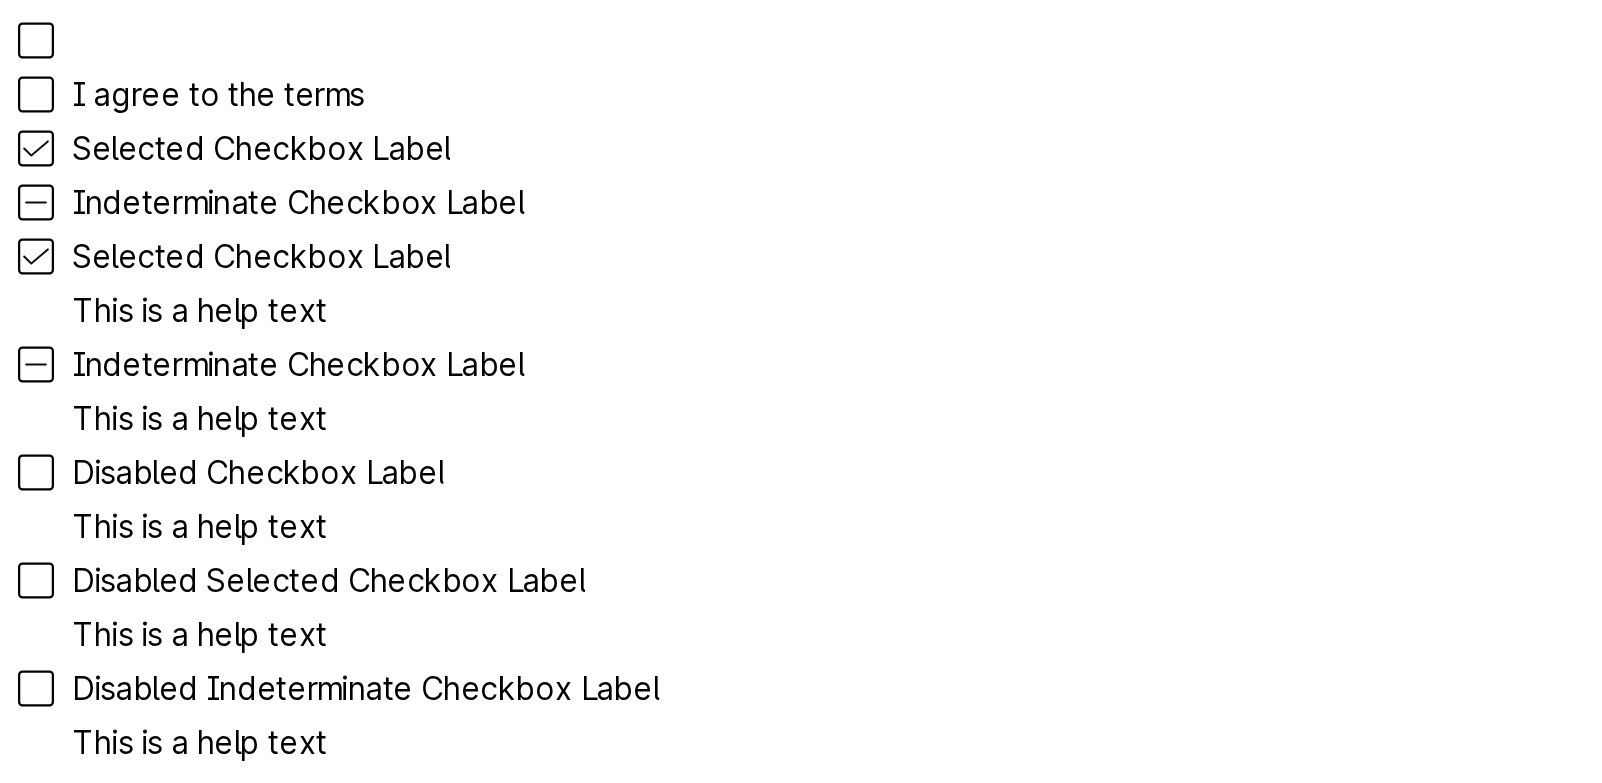 I agree to the terms
Selected Checkbox Label
Indeterminate Checkbox Label
Selected Checkbox Label
This is a help text
Indeterminate Checkbox Label
This is a help text
Disabled Checkbox Label
This is a help text
Disabled Selected Checkbox Label
This is a help text
Disabled Indeterminate Checkbox Label
This is a help text